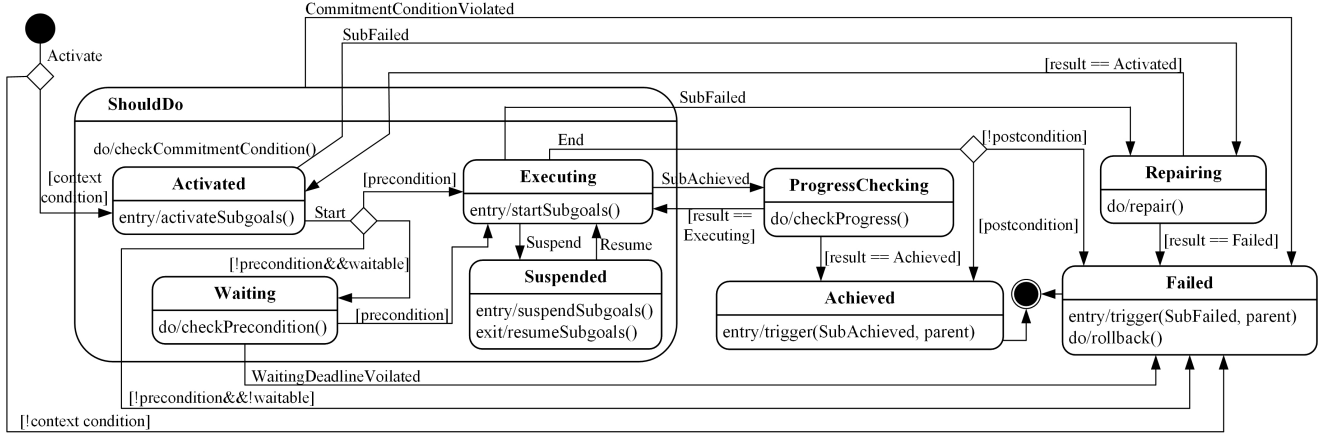 CommitmentConditionViolated
SubFailed
Activate
[result == Activated]
ShouldDo
SubFailed
do/checkCommitmentCondition()
End
[!postcondition]
[context
condition]
Activated
entry/activateSubgoals()
Start
[precondition]
Executing
entry/startSubgoals()
SubAchieved
[result ==
Executing]
ProgressChecking
do/checkProgress()
Repairing
do/repair()
[postcondition]
[!precondition&&waitable]
Suspend
Resume
[result == Achieved]
[result == Failed]
Waiting
do/checkPrecondition()
[precondition]
Suspended
entry/suspendSubgoals()
exit/resumeSubgoals()
Achieved
entry/trigger(SubAchieved, parent)
Failed
entry/trigger(SubFailed, parent)
do/rollback()
WaitingDeadlineVoilated
[!precondition&&!waitable]
[!context condition]